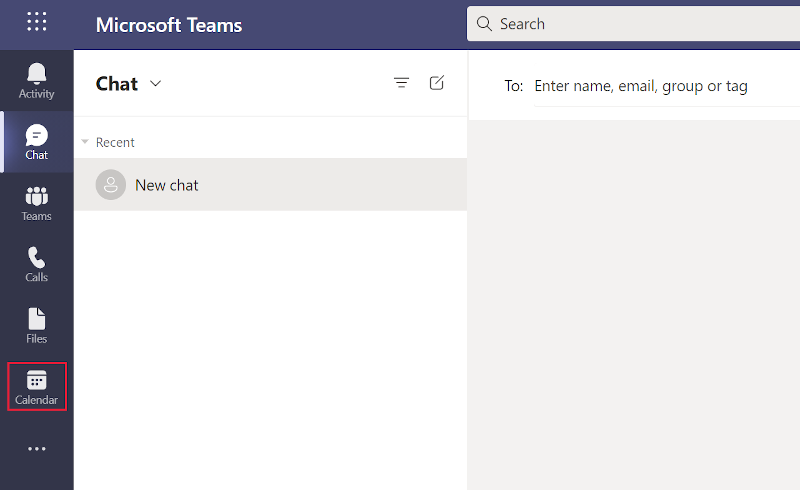 Microsoft Teams
Search
Activity
Chat
Teams
Calls
Files
Calendar
Chat
Recent
New chat
To: Enter name, email, group or tag